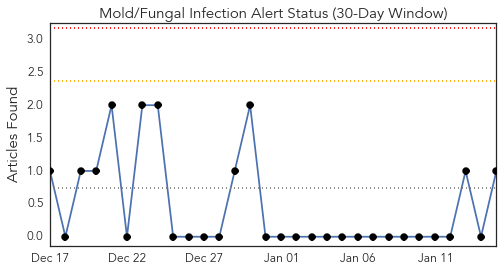 Mold/Fungal Infection Alert Status (30-Day Window)
Articles Found
3.0
2.5
2.0
1.5
1.0
0.5
0.0
Dec 17 Dec 22 Dec 27 Jan 01 Jan 06 Jan 11